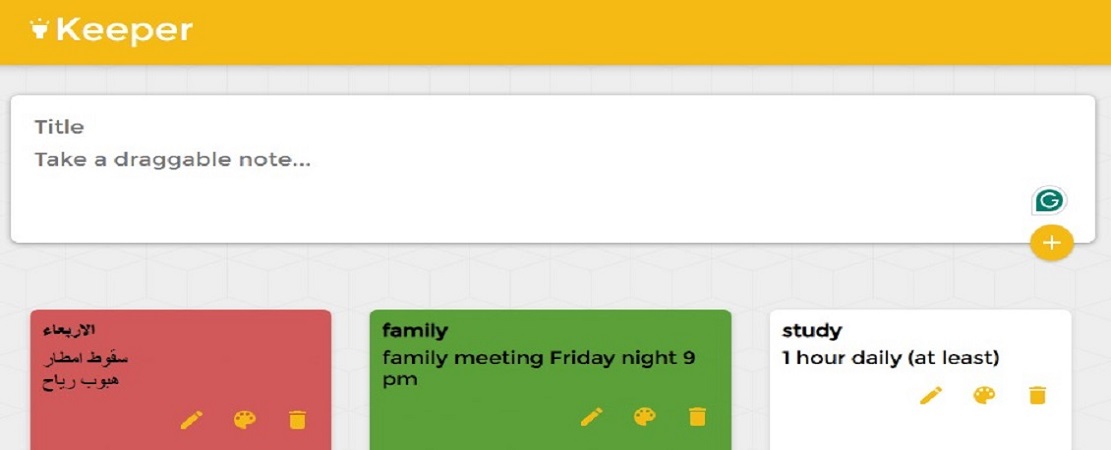 Keeper
Title
Take a draggable note...
الاربعاء
سقوط امطار
هبوب رياح
family
family meeting Friday night 9
pm
study
1 hour daily (at least)